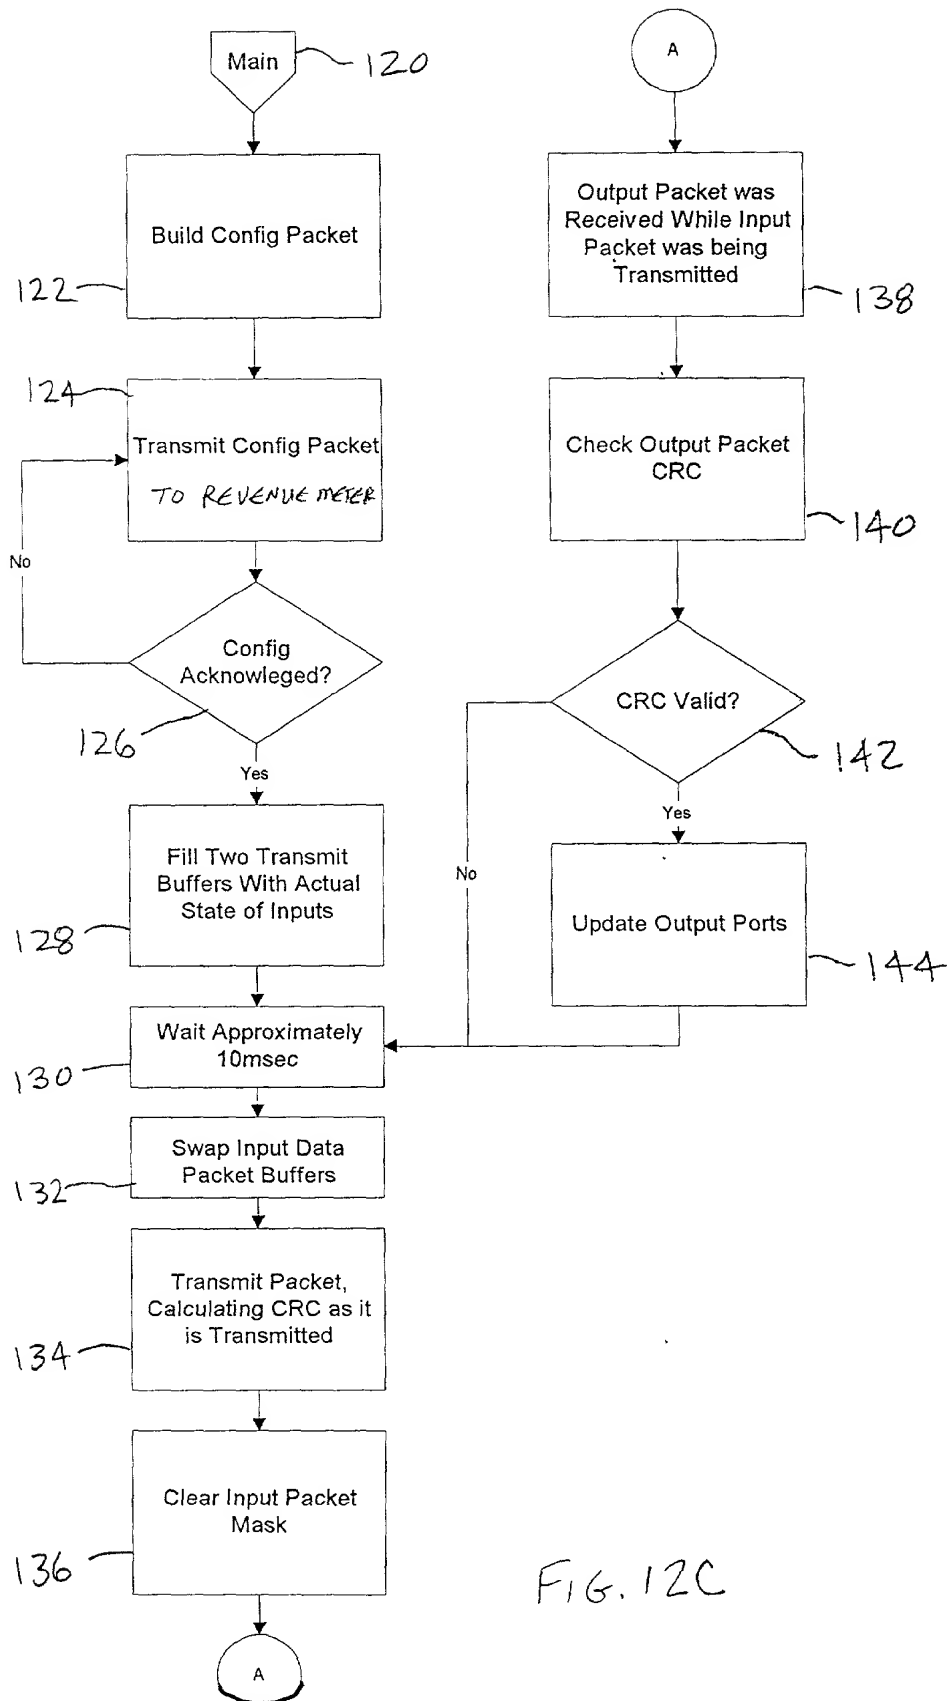 Main
120
Build Config Packet
122
124
Transmit Config Packet
TO REVENUE METER
No
Config
Acknowleged?
126
Yes
Fill Two Transmit
Buffers With Actual
State of Inputs
128
Wait Approximately
10msec
130
Swap Input Data
Packet Buffers
132
Transmit Packet,
Calculating CRC as it
is Transmitted
134
Clear Input Packet
Mask
136
A
A
Output Packet was
Received While Input
Packet was being
Transmitted
138
Check Output Packet
CRC
140
CRC Valid?
142
Yes
No
Update Output Ports
144
FIG. 12C